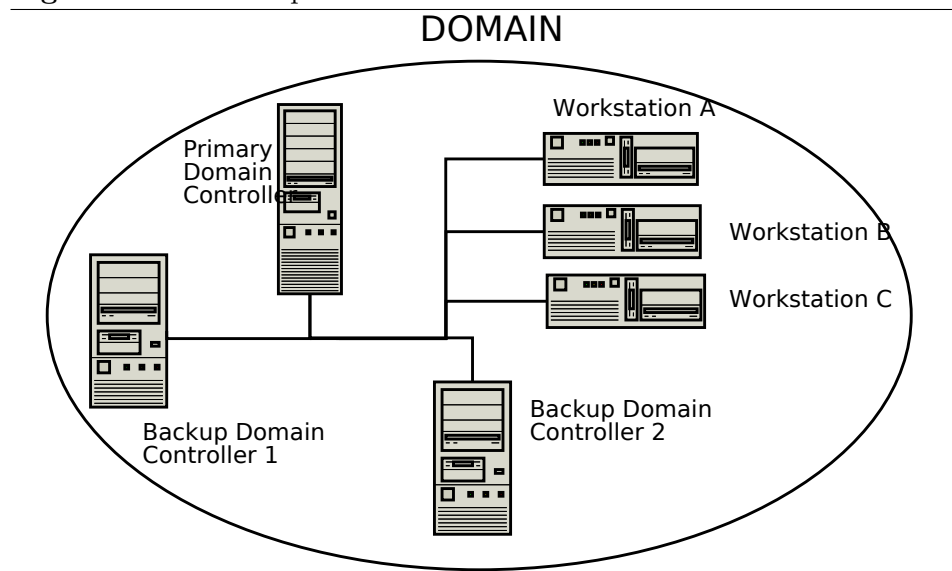 DOMAIN
Workstation A
Primary
Domain
Controller
Workstation B
Workstation C
Backup Domain
Controller 2
Backup Domain
Controller 1